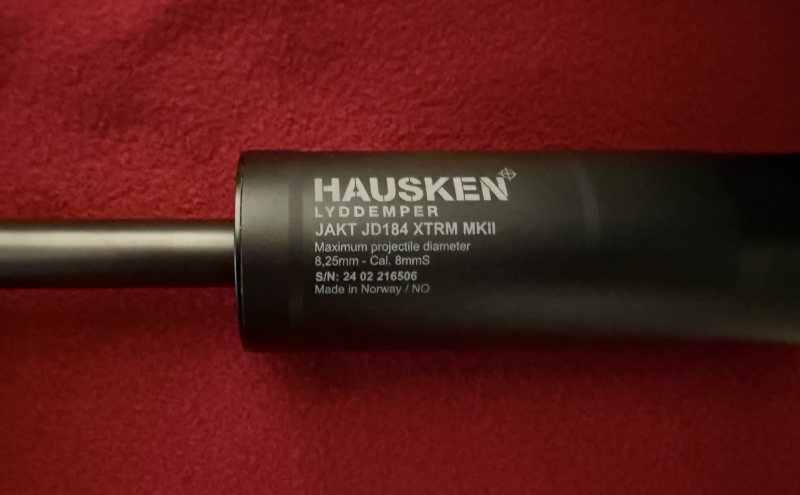 HAUSKEN
LYDDEMPER
JAKT JD184 XTRM MKII
Maximum projectile diameter
8,25mm - Cal. 8mmS
S/N: 24 02 216506
Made in Norway / NO